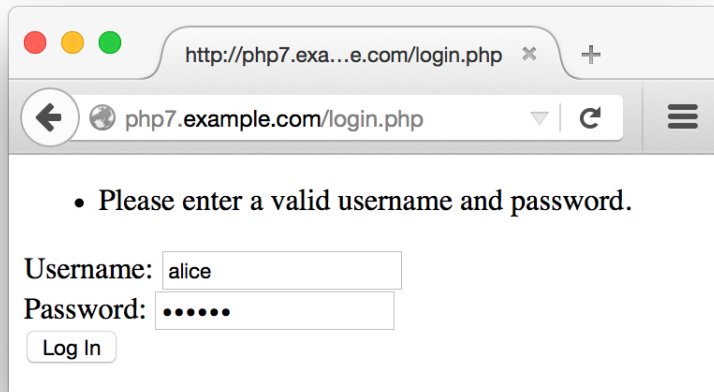 http://php7.exa…e.com/login.php
php7.example.com/login.php
• Please enter a valid username and password.
Username: alice
Password: ••••••
Log In